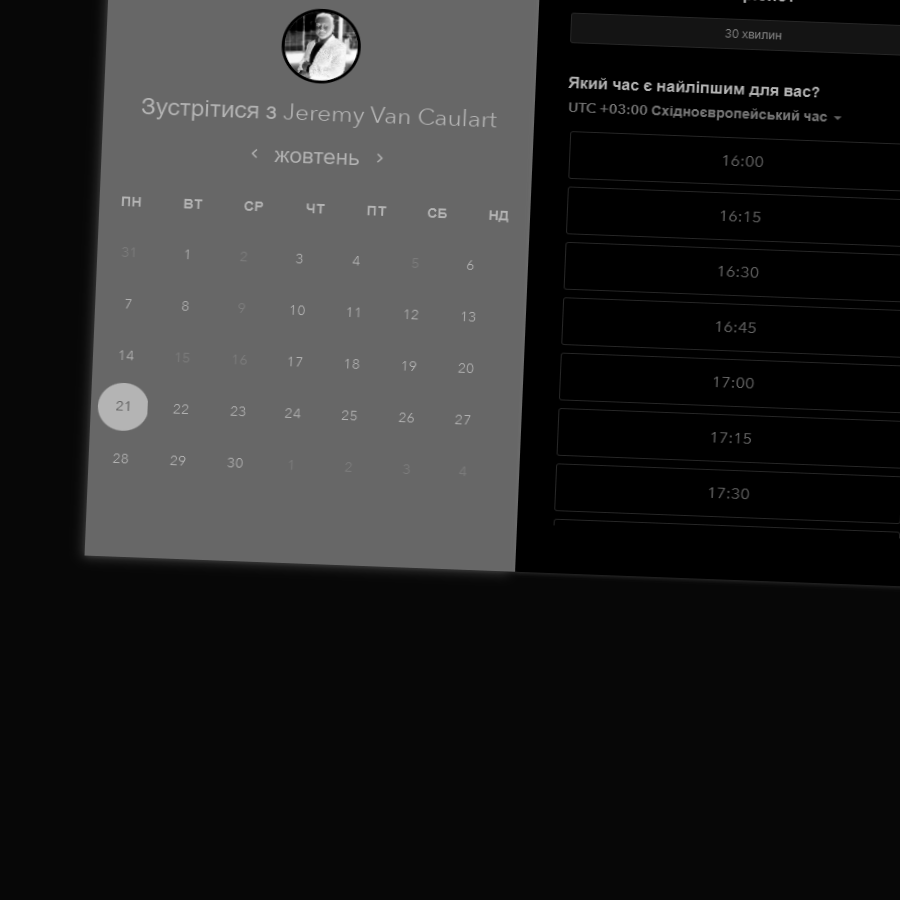 Зустрітися з Jeremy Van Caulart
‹ жовтень ›
ПН ВТ СР ЧТ ПТ СБ НД
31 1 2 3 4 5 6
7 8 9 10 11 12 13
14 15 16 17 18 19 20
21 22 23 24 25 26 27
28 29 30 1 2 3 4
30 хвилин
Який час є найліпшим для вас?
UTC +03:00 Східноєвропейський час
16:00
16:15
16:30
16:45
17:00
17:15
17:30